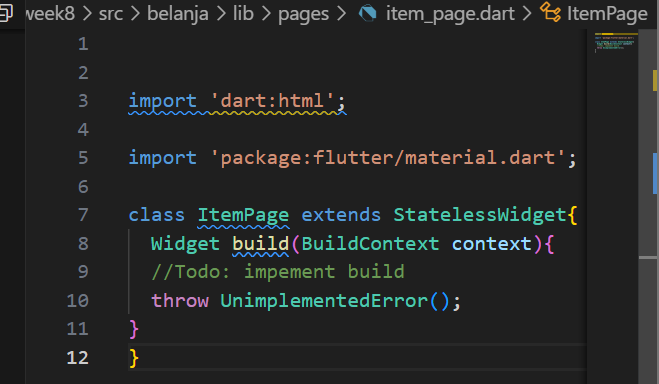 week8 > src > belanja > lib > pages > item_page.dart > ItemPage
1
2
3 import 'dart:html';
4
5 import 'package:flutter/material.dart';
6
7 class ItemPage extends StatelessWidget{
8 Widget build(BuildContext context){
9 //Todo: impement build
10 throw UnimplementedError();
11 }
12 }